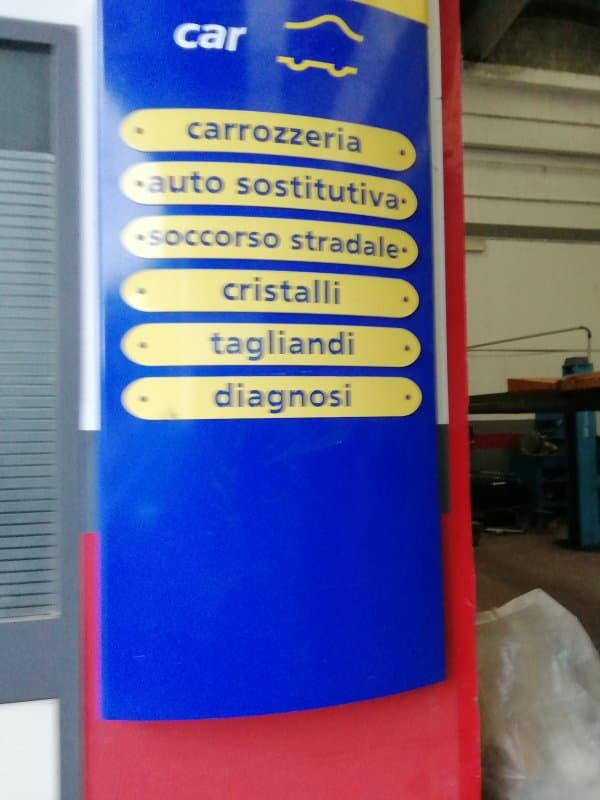 car
carrozzeria
auto sostitutiva
soccorso stradale
cristalli
tagliandi
diagnosi